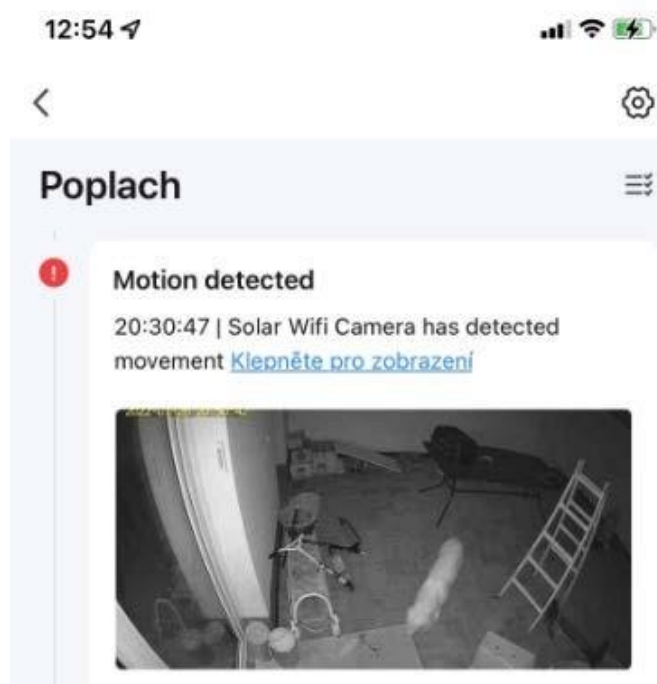 12:54
Poplach
Motion detected
20:30:47 | Solar Wifi Camera has detected
movement Klepněte pro zobrazení